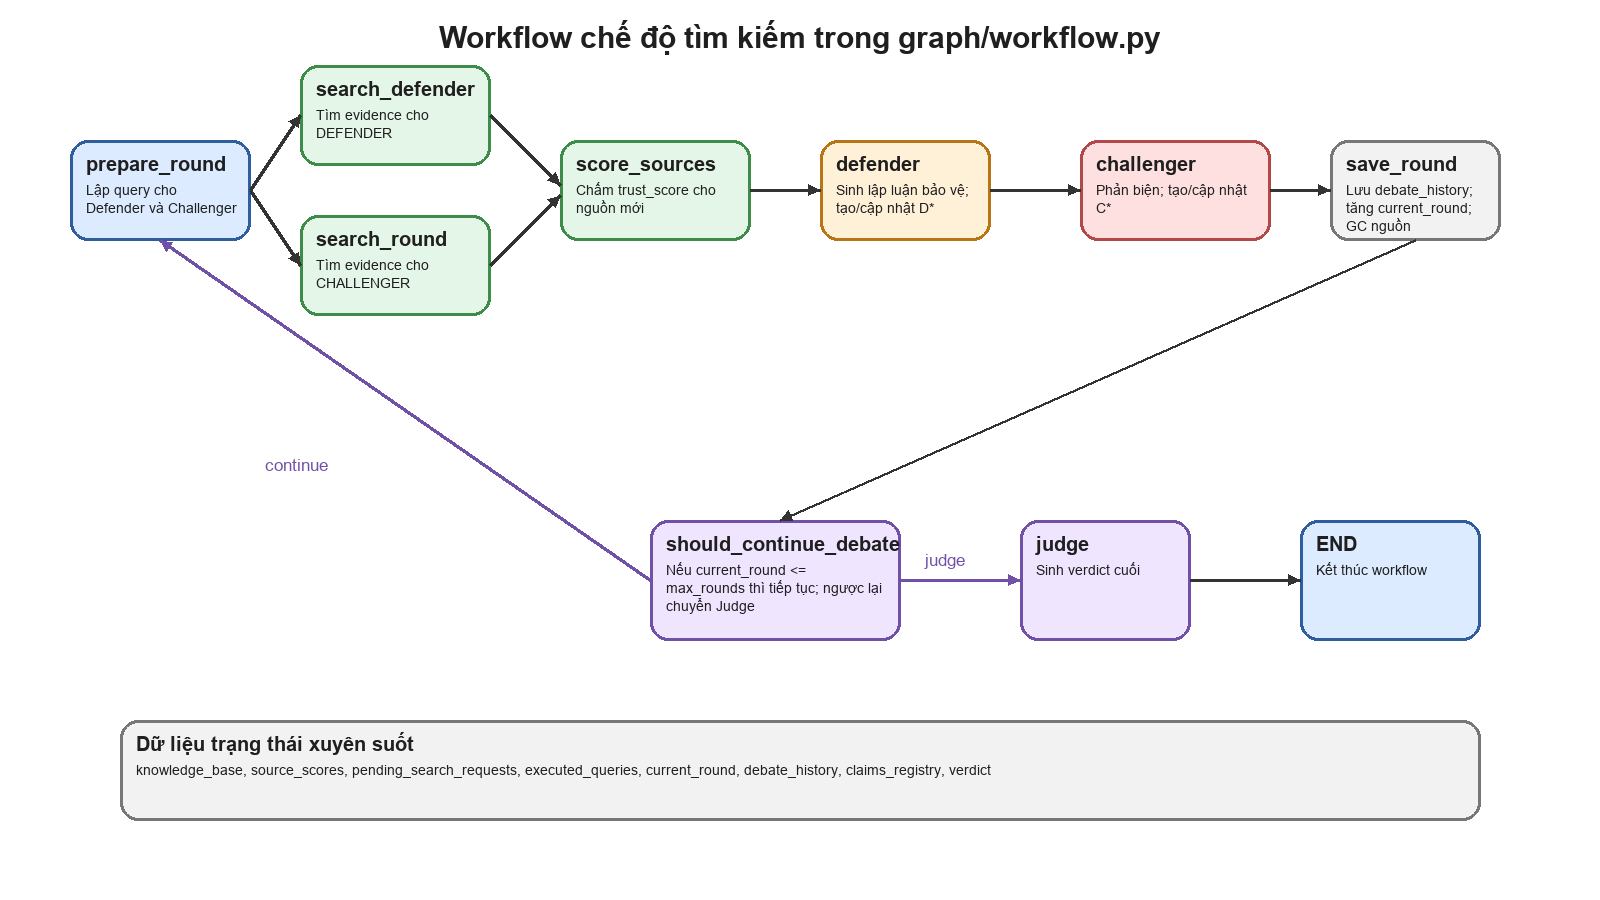 Workflow chế độ tìm kiếm trong graph/workflow.py
prepare_round
Lập query cho
Defender và Challenger
search_defender
Tìm evidence cho
DEFENDER
search_round
Tìm evidence cho
CHALLENGER
score_sources
Chấm trust_score cho
nguồn mới
defender
Sinh lập luận bảo vệ;
tạo/cập nhật D*
challenger
Phản biện; tạo/cập nhật
C*
save_round
Lưu debate_history;
tăng current_round;
GC nguồn
continue
should_continue_debate
Nếu current_round <=
max_rounds thì tiếp tục; ngược lại
chuyển Judge
judge
judge
Sinh verdict cuối
END
Kết thúc workflow
Dữ liệu trạng thái xuyên suốt
knowledge_base, source_scores, pending_search_requests, executed_queries, current_round, debate_history, claims_registry, verdict